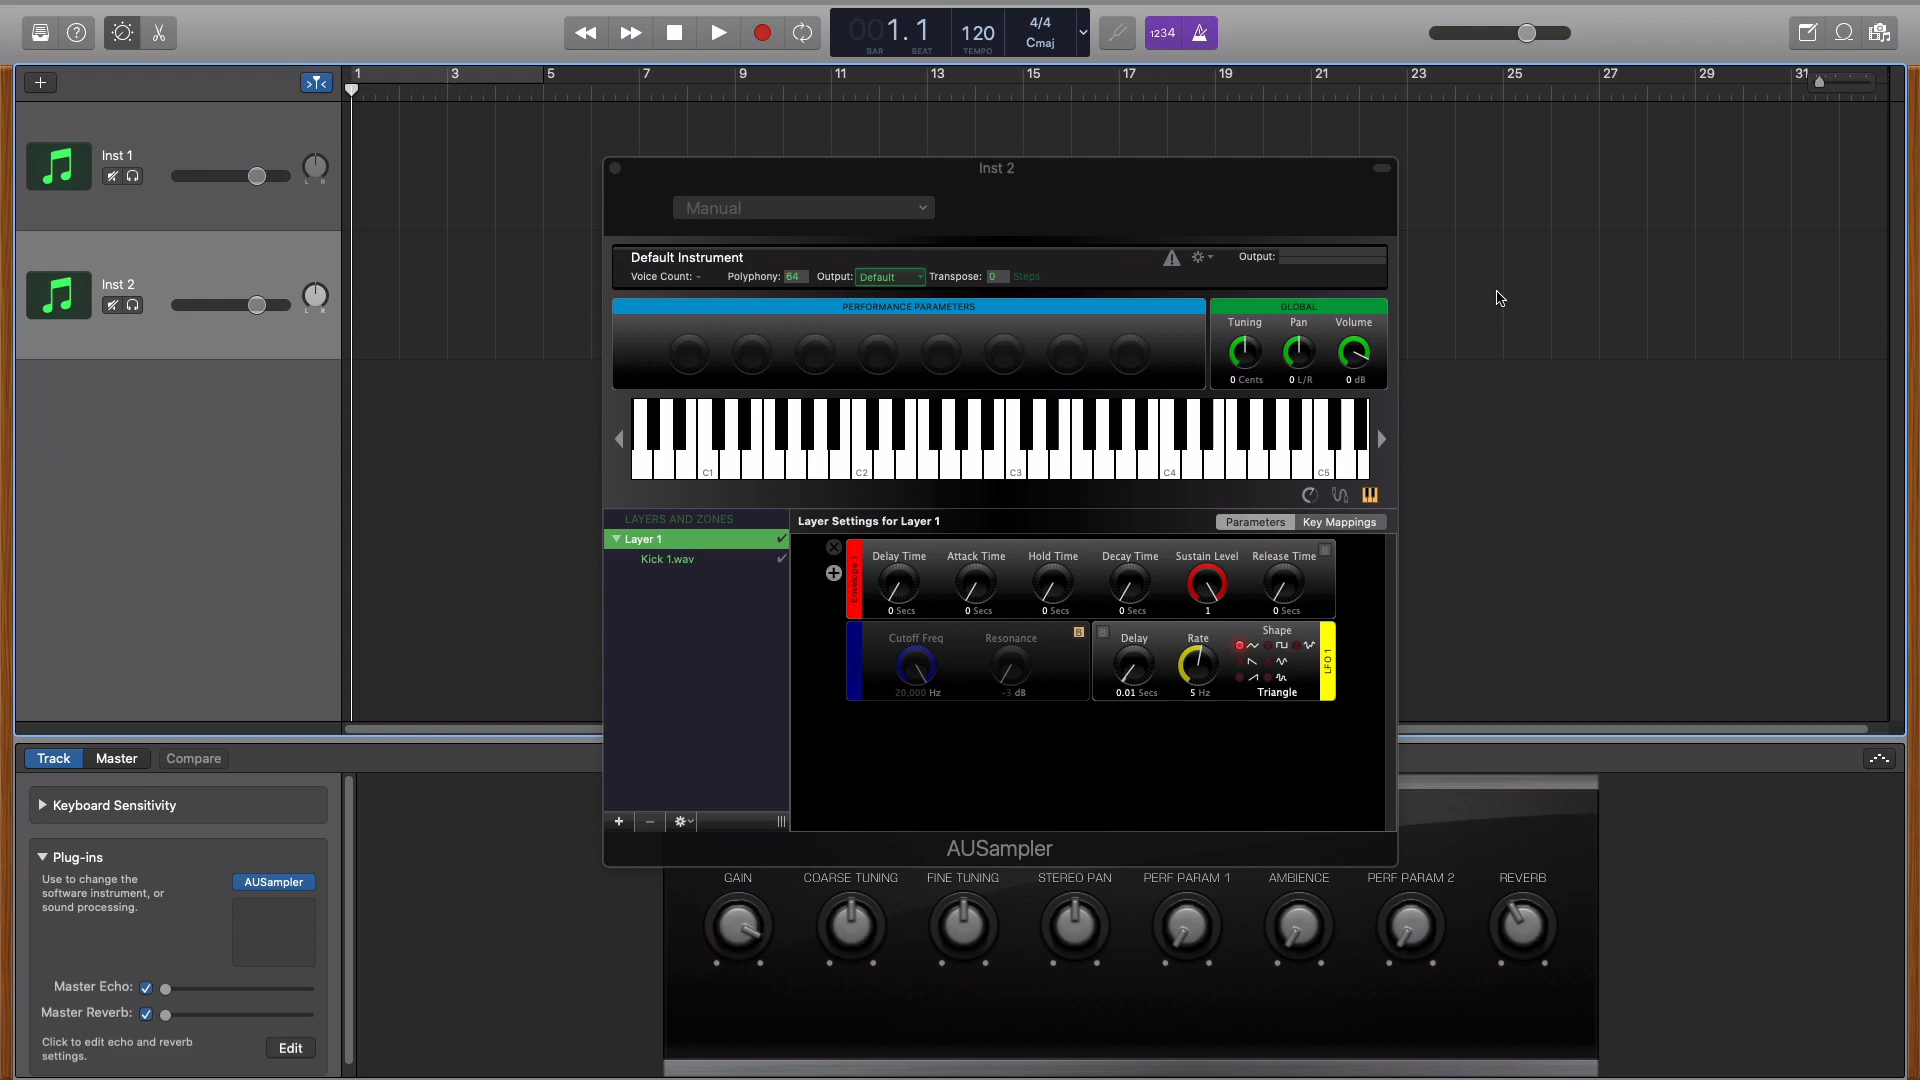 001. 1
BAR BEAT
120
TEMPO
4/4
Cmaj
1234
1 3 5 7 9 11 13 15 17 19 21 23 25 27 29 31
Inst 1
L R
Inst 2
L R
Inst 2
Manual
Default Instrument
Output:
Voice Count: - Polyphony: 64 Output: Default Transpose: 0 Steps
PERFORMANCE PARAMETERS
GLOBAL
Tuning Pan Volume
0 Cents 0 L/R 0 dB
C1 C2 C3 C4 C5
LAYERS AND ZONES
Layer 1
Kick 1.wav
Layer Settings for Layer 1
Parameters Key Mappings
Envelope 1
Delay Time Attack Time Hold Time Decay Time Sustain Level Release Time B
0 Secs 0 Secs 0 Secs 0 Secs 1 0 Secs
Cutoff Freq Resonance B
20,000 Hz -3 dB
B Delay Rate Shape
0.01 Secs 5 Hz Triangle
LFO 1
AUSampler
Track Master Compare
Keyboard Sensitivity
Plug-ins
Use to change the
software instrument, or
sound processing.
AUSampler
Master Echo:
Master Reverb:
Click to edit echo and reverb
settings.
Edit
GAIN COARSE TUNING FINE TUNING STEREO PAN PERF PARAM 1 AMBIENCE PERF PARAM 2 REVERB